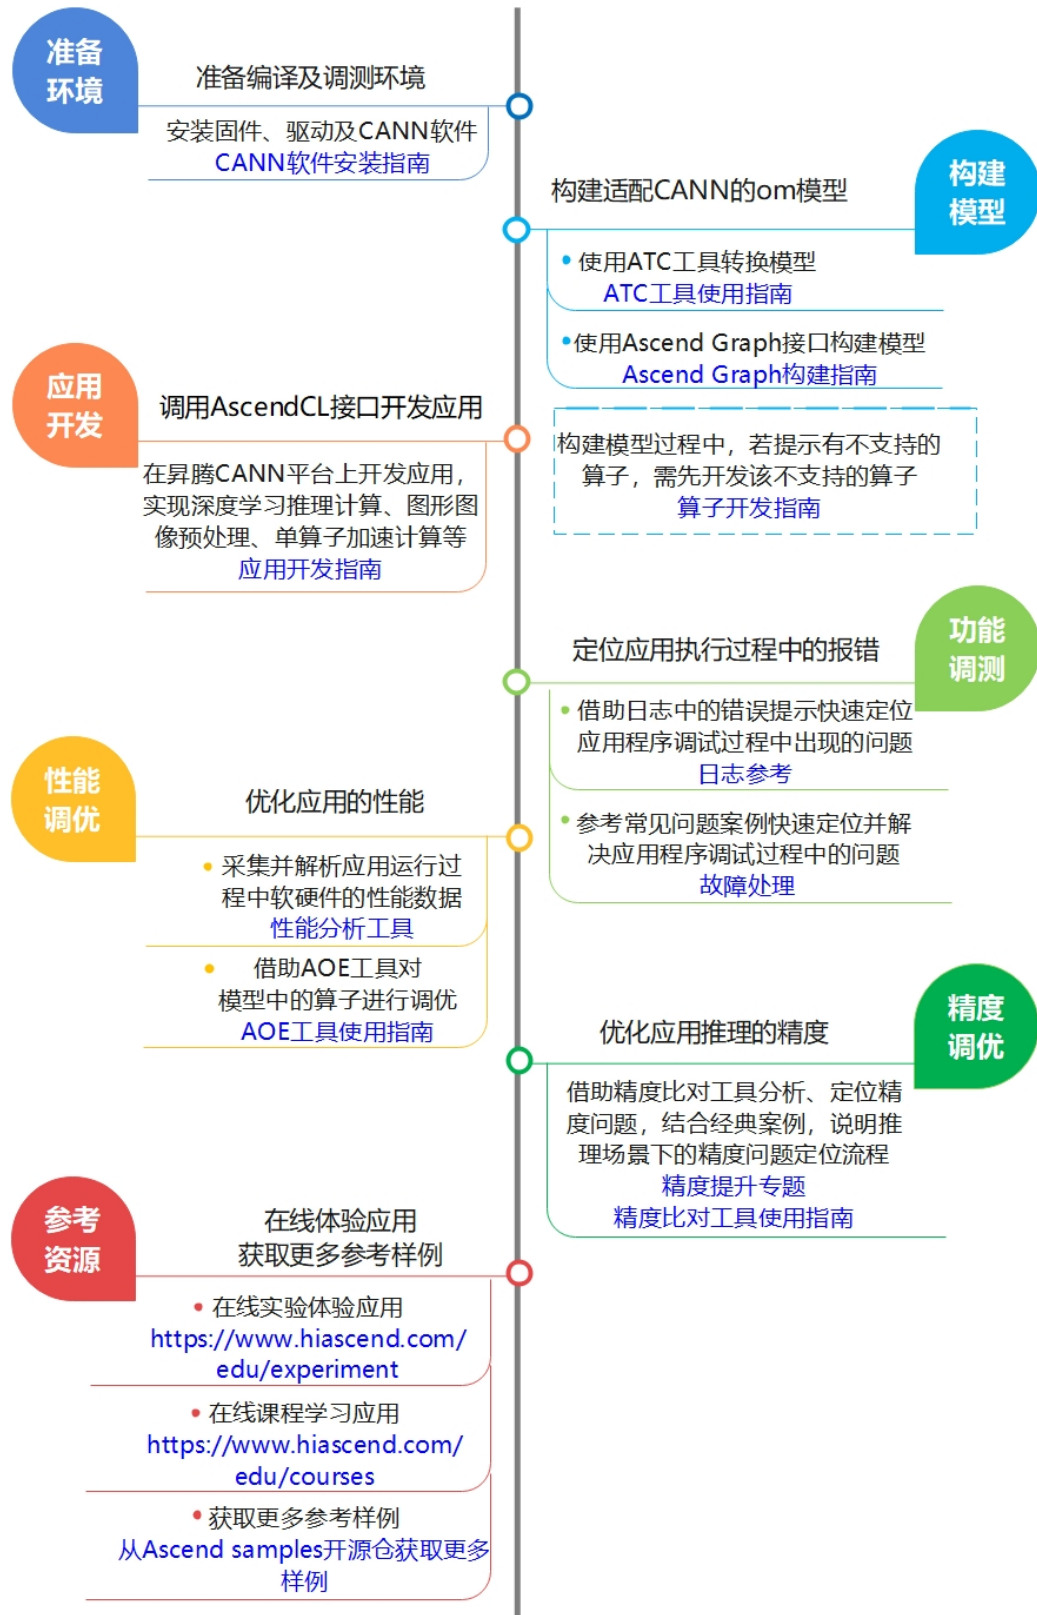 准备
环境
准备编译及调测环境
安装固件、驱动及CANN软件
CANN软件安装指南
构建
模型
构建适配CANN的om模型
• 使用ATC工具转换模型
ATC工具使用指南
•使用Ascend Graph接口构建模型
Ascend Graph构建指南
构建模型过程中，若提示有不支持的
算子，需先开发该不支持的算子
算子开发指南
应用
开发
调用AscendCL接口开发应用
在昇腾CANN平台上开发应用，
实现深度学习推理计算、图形图
像预处理、单算子加速计算等
应用开发指南
功能
调测
定位应用执行过程中的报错
• 借助日志中的错误提示快速定位
应用程序调试过程中出现的问题
日志参考
• 参考常见问题案例快速定位并解
决应用程序调试过程中的问题
故障处理
性能
调优
优化应用的性能
• 采集并解析应用运行过
程中软硬件的性能数据
性能分析工具
• 借助AOE工具对
模型中的算子进行调优
AOE工具使用指南
精度
调优
优化应用推理的精度
借助精度比对工具分析、定位精
度问题，结合经典案例，说明推
理场景下的精度问题定位流程
精度提升专题
精度比对工具使用指南
参考
资源
在线体验应用
获取更多参考样例
• 在线实验体验应用
https://www.hiascend.com/
edu/experiment
• 在线课程学习应用
https://www.hiascend.com/
edu/courses
• 获取更多参考样例
从Ascend samples开源仓获取更多
样例